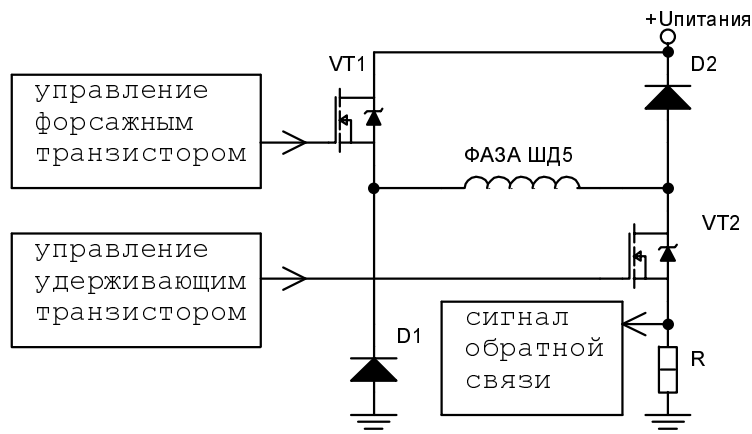 +Uпитания
VT1
D2
управление
форсажным
транзистором
ФАЗА ШД5
VT2
управление
удерживающим
транзистором
сигнал
обратной
связи
D1
R